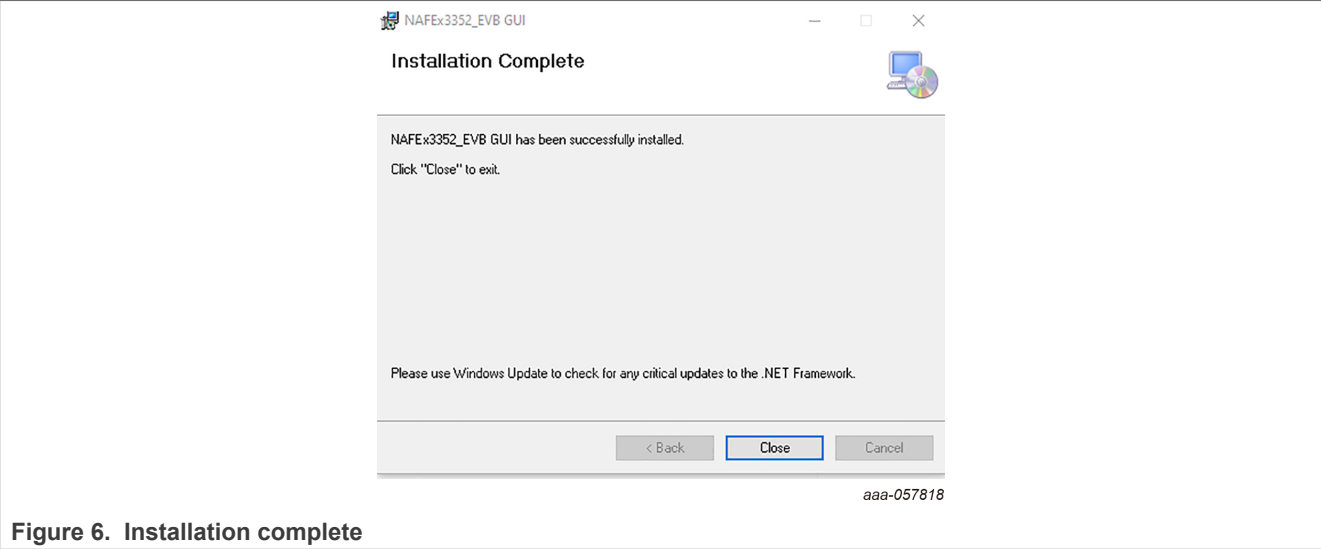 NAFEx3352_EVB GUI
Installation Complete
NAFEx3352_EVB GUI has been successfully installed.
Click "Close" to exit.
Please use Windows Update to check for any critical updates to the .NET Framework.
< Back
Close
Cancel
aaa-057818
Figure 6. Installation complete